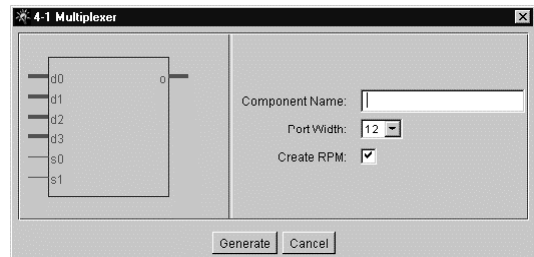 4-1 Multiplexer
d0 o
d1
d2
d3
s0
s1
Component Name:
Port Width: 12
Create RPM:
Generate Cancel